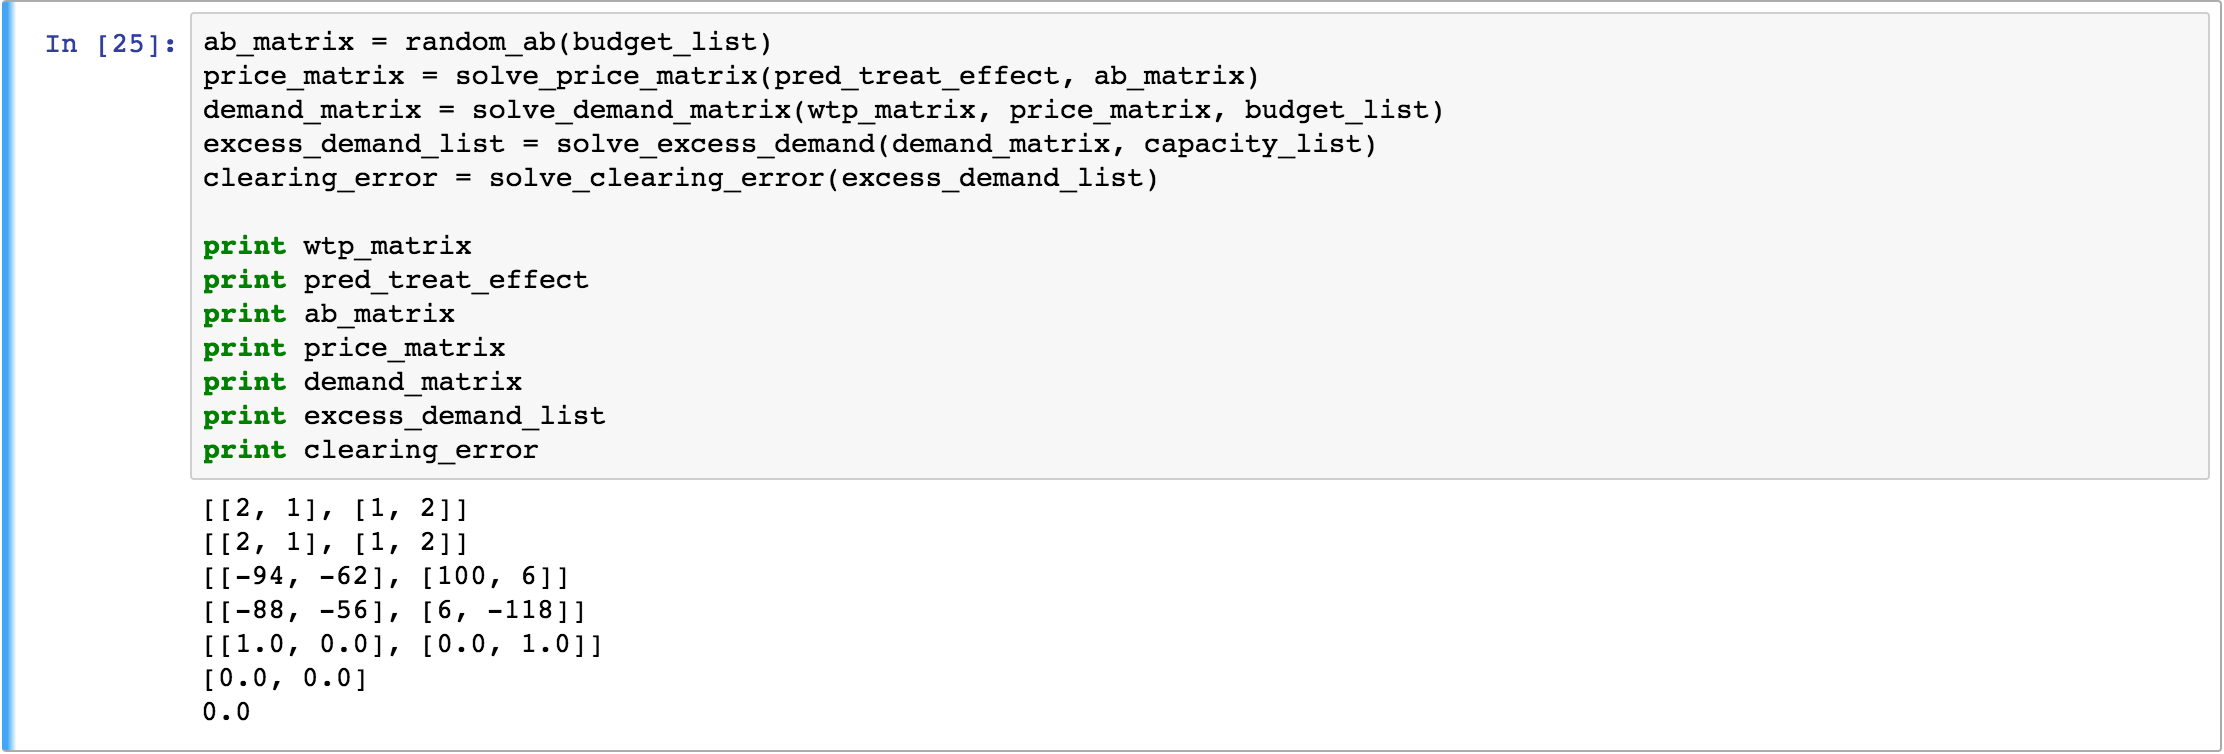 In [25]: ab_matrix = random_ab(budget_list)
price_matrix = solve_price_matrix(pred_treat_effect, ab_matrix)
demand_matrix = solve_demand_matrix(wtp_matrix, price_matrix, budget_list)
excess_demand_list = solve_excess_demand(demand_matrix, capacity_list)
clearing_error = solve_clearing_error(excess_demand_list)

print wtp_matrix
print pred_treat_effect
print ab_matrix
print price_matrix
print demand_matrix
print excess_demand_list
print clearing_error
[[2, 1], [1, 2]]
[[2, 1], [1, 2]]
[[-94, -62], [100, 6]]
[[-88, -56], [6, -118]]
[[1.0, 0.0], [0.0, 1.0]]
[0.0, 0.0]
0.0